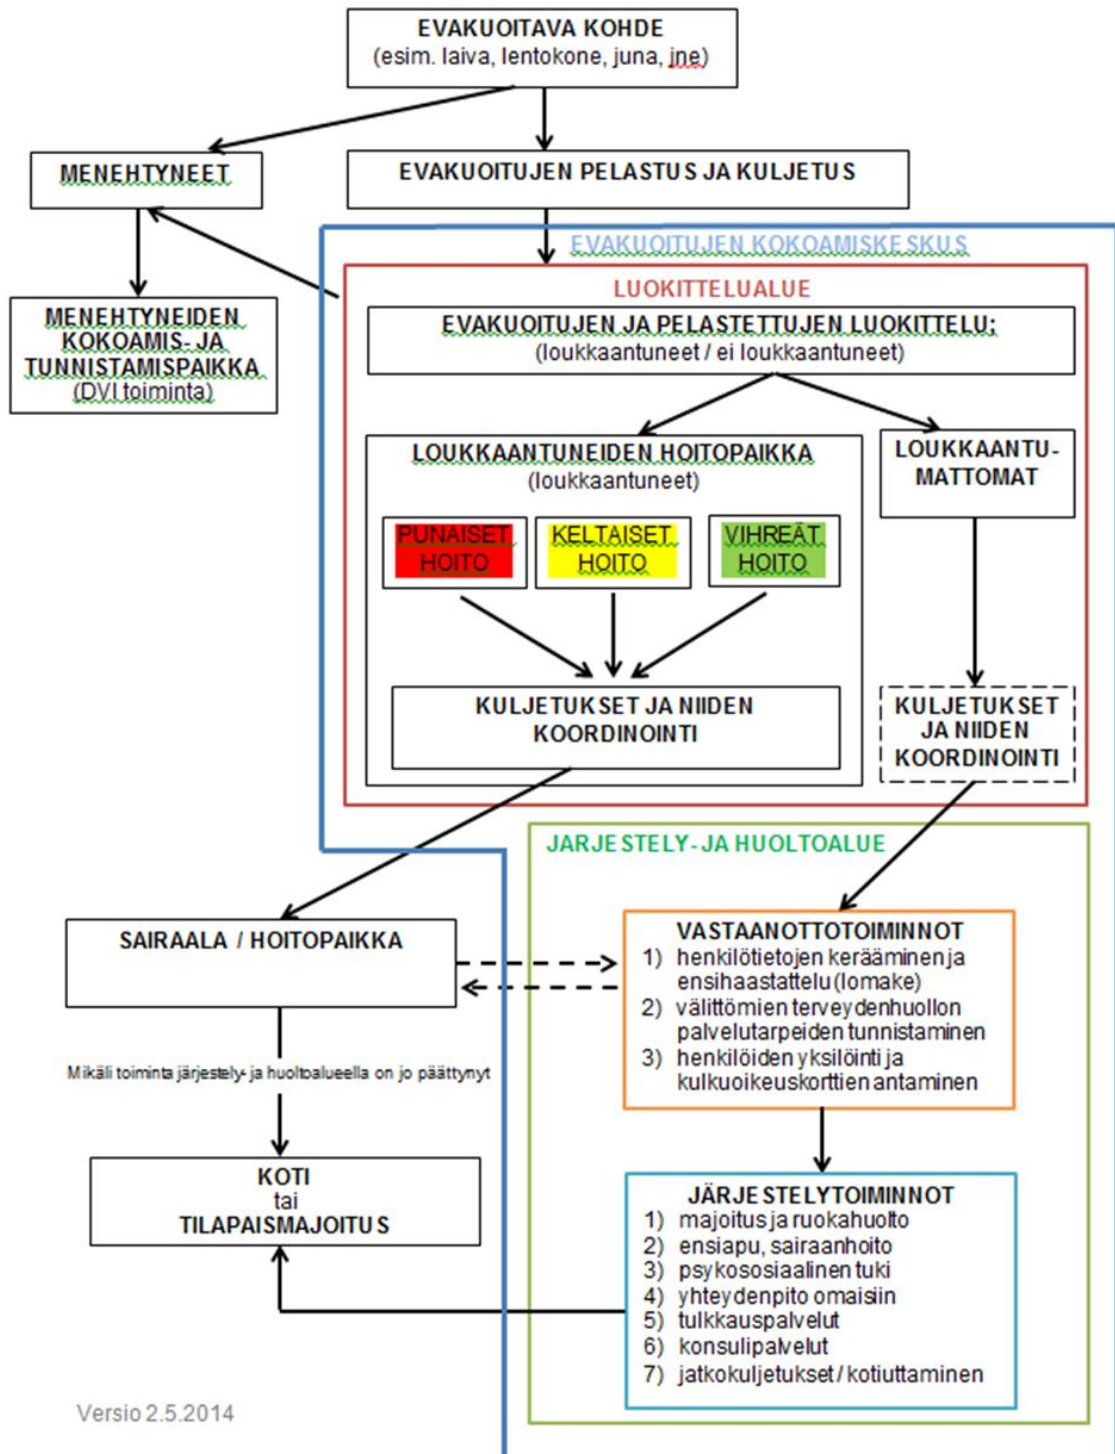 EVAKUOITAVA KOHDE
(esim. laiva, lentokone, juna, jne)
MENEHTYNEET
EVAKUOITUJEN PELASTUS JA KULJETUS
EVAKUOITUJEN KOKOAMISKESKUS
LUOKITTELUALUE
MENEHTYNEIDEN
KOKOAMIS- JA
TUNNISTAMISPAIKKA
(DVI toiminta)
EVAKUOITUJEN JA PELASTETTUJEN LUOKITTELU;
(loukkaantuneet / ei loukkaantuneet)
LOUKKAANTUNEIDEN HOITOPAIKKA
(loukkaantuneet)
LOUKKAANTU-
MATTOMAT
PUNAISET
HOITO
KELTAISET
HOITO
VIHREÄT
HOITO
KULJETUKSET JA NIIDEN
KOORDINOINTI
KULJETUKSET
JA NIIDEN
KOORDINOINTI
JARJESTELY- JA HUOLTOALUE
SAIRAALA / HOITOPAIKKA
VASTAANOTTOTOIMINNOT
1) henkilötietojen kerääminen ja
ensihaastattelu (lomake)
2) välittömien terveydenhuollon
palvelutarpeiden tunnistaminen
3) henkilöiden yksilöinti ja
kulkuoikeuskorttien antaminen
Mikäli toiminta järjestely- ja huoltoalueella on jo päättynyt
KOTI
tai
TILAPAISMAJOITUS
JÄRJESTELYTOIMINNOT
1) majoitus ja ruokahuolto
2) ensiapu, sairaanhoito
3) psykososiaalinen tuki
4) yhteydenpito omaisiin
5) tulkkauspalvelut
6) konsulipalvelut
7) jatkokuljetukset / kotiuttaminen
Versio 2.5.2014